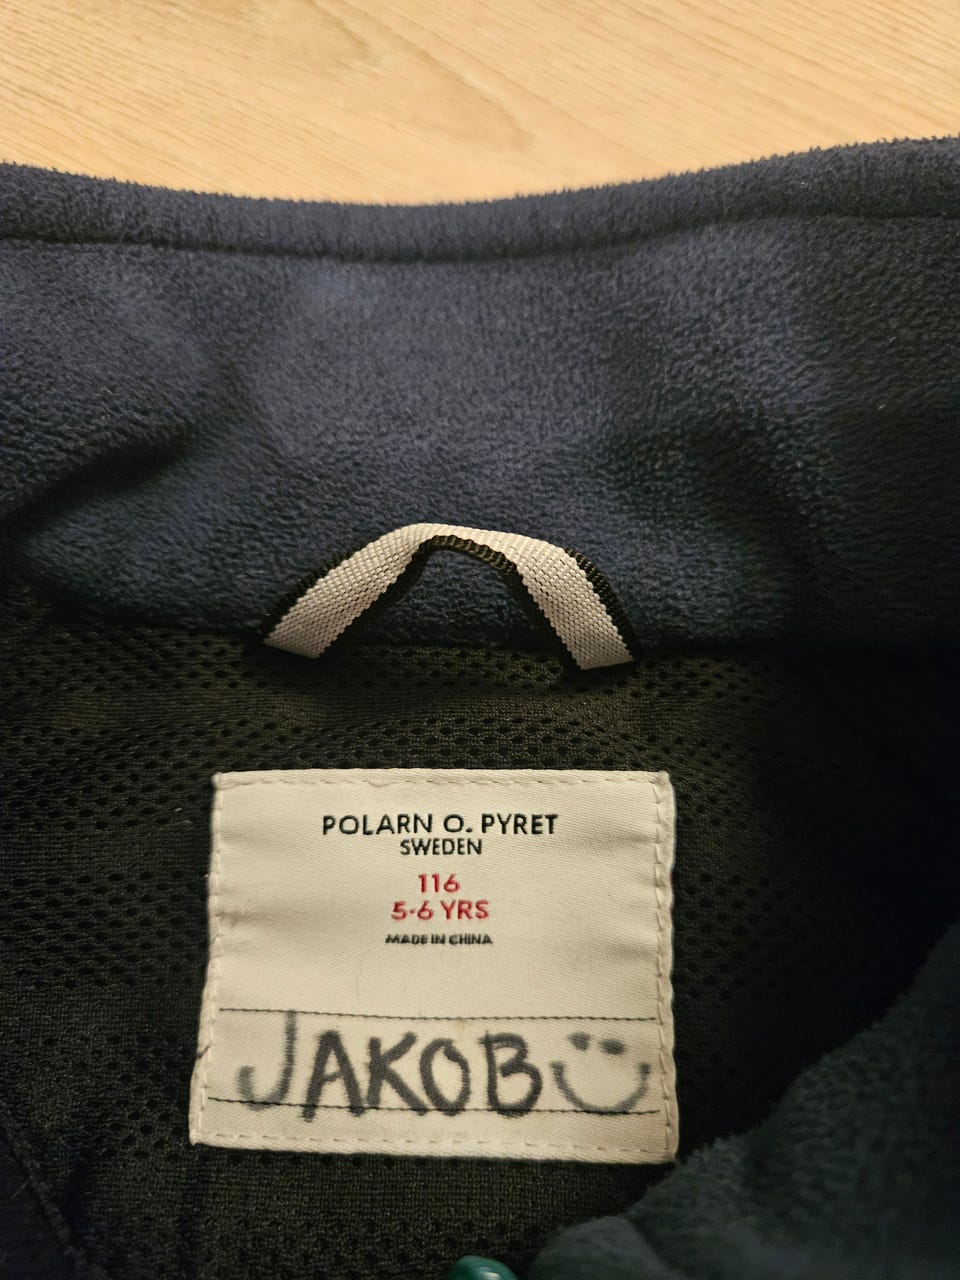 POLARN O. PYRET
SWEDEN
116
5-6 YRS
MADE IN CHINA
JAKOB